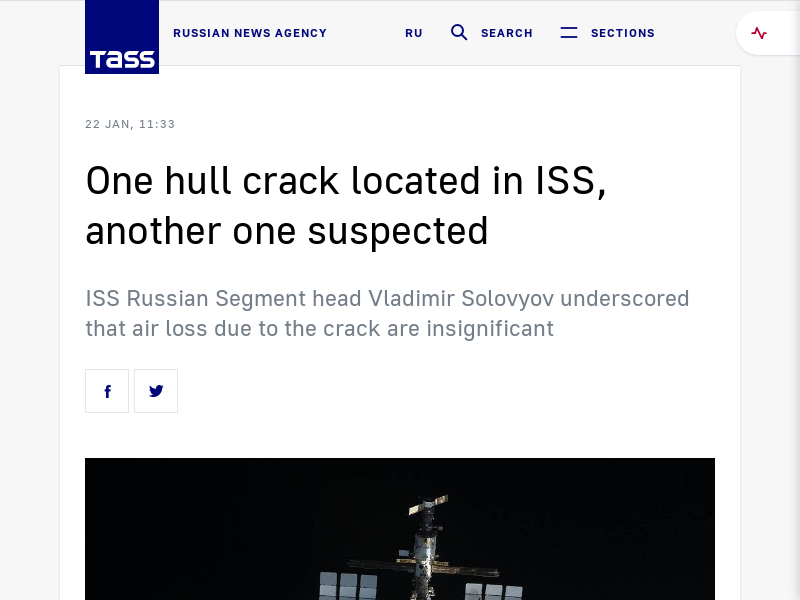 TASS
RUSSIAN NEWS AGENCY
RU
SEARCH
SECTIONS
22 JAN, 11:33
One hull crack located in ISS,
another one suspected
ISS Russian Segment head Vladimir Solovyov underscored
that air loss due to the crack are insignificant